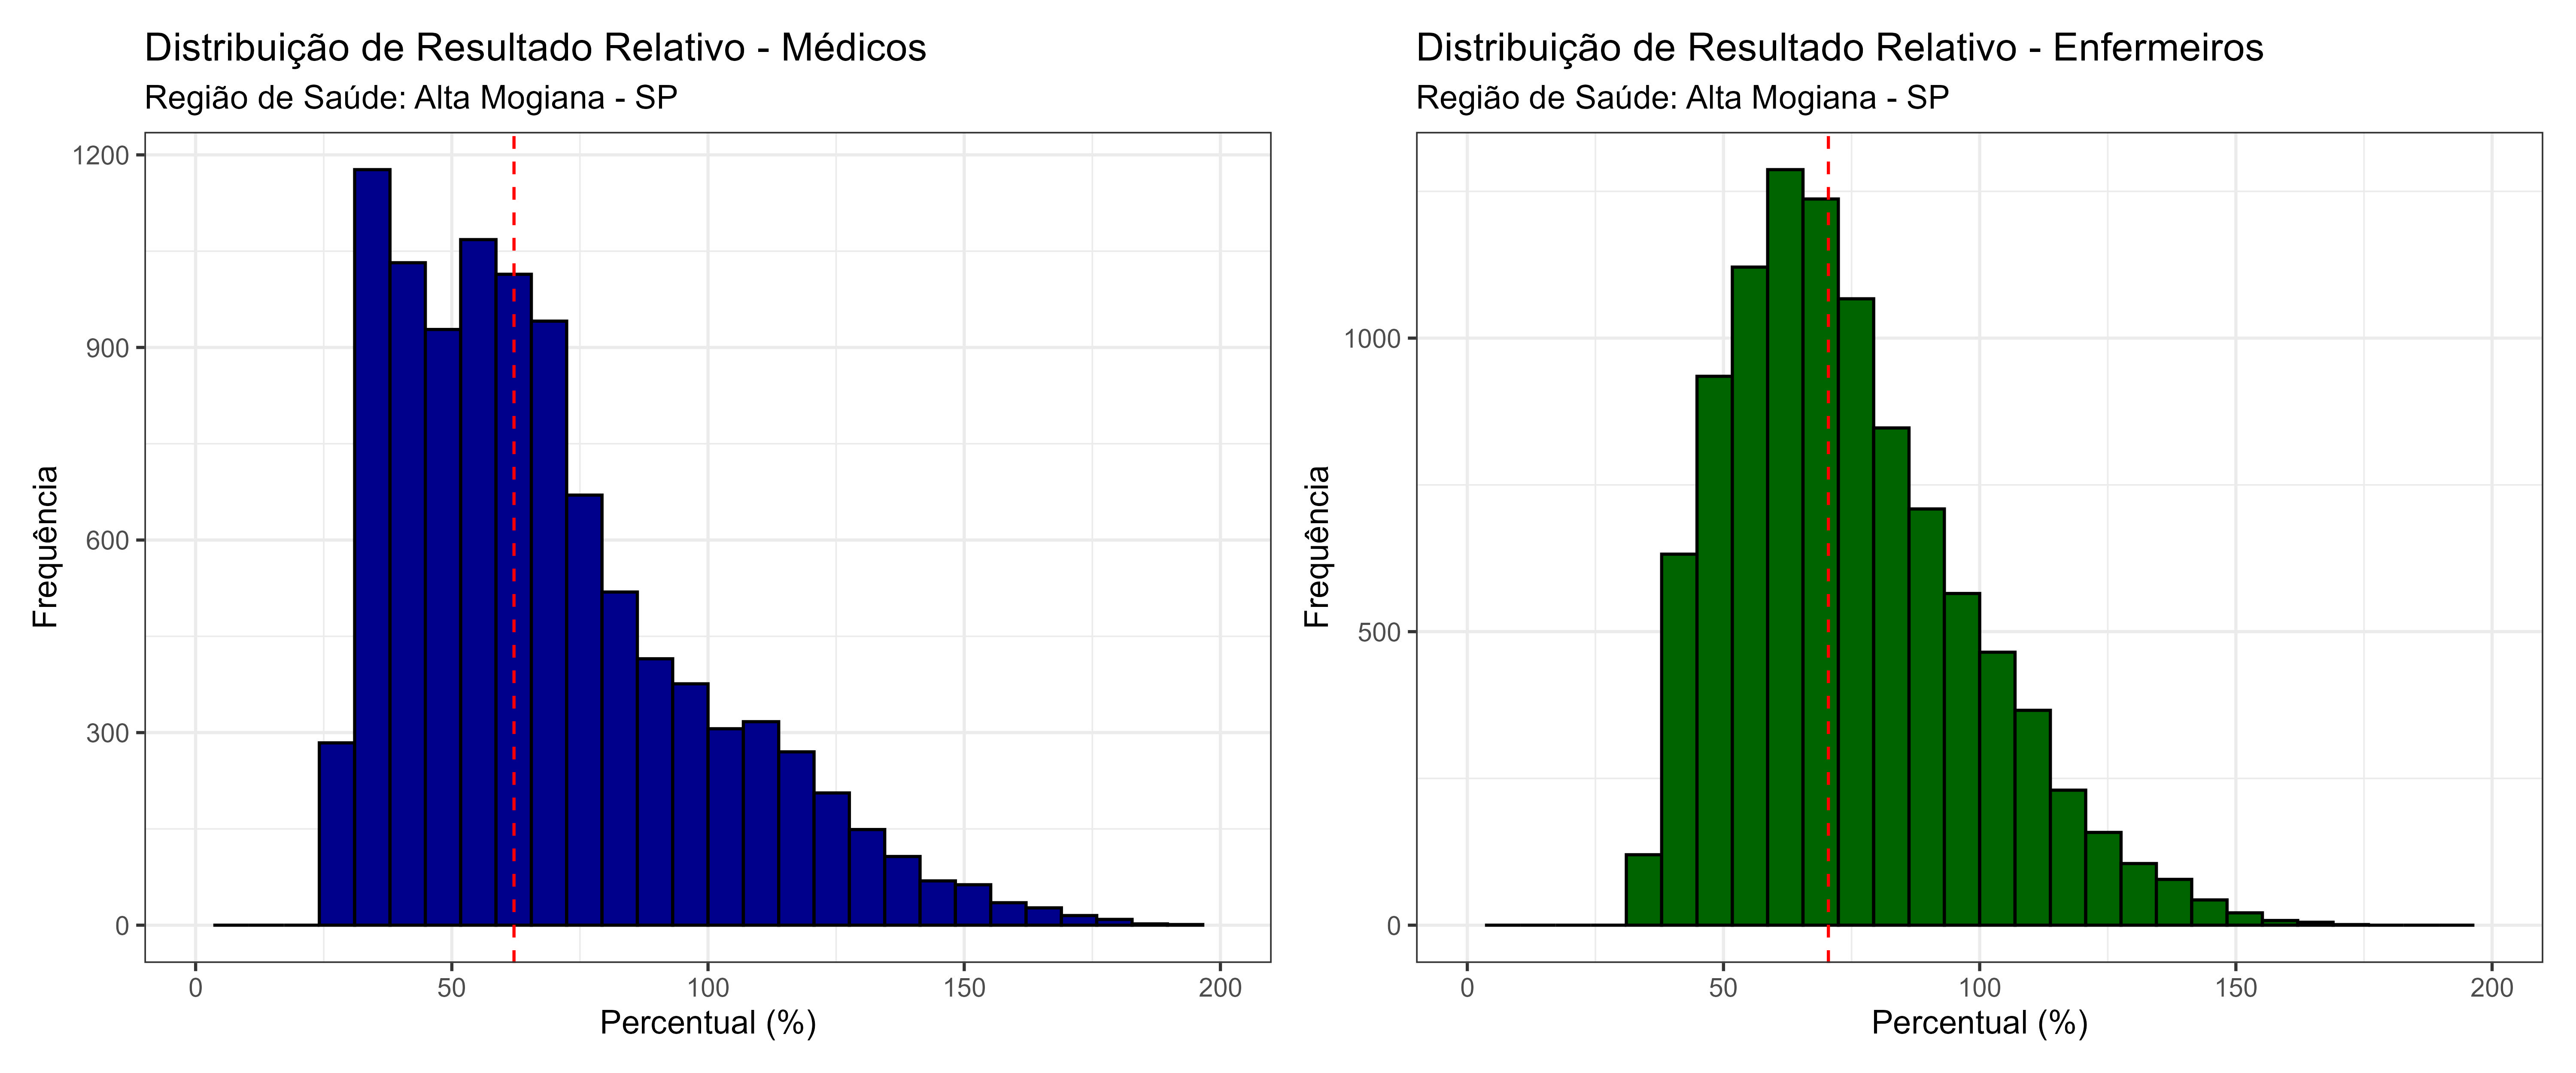 Distribuição de Resultado Relativo - Médicos
Região de Saúde: Alta Mogiana - SP
1200
900
600
300
0
Frequência
0 50 100 150 200
Percentual (%)
Distribuição de Resultado Relativo - Enfermeiros
Região de Saúde: Alta Mogiana - SP
1000
500
0
Frequência
0 50 100 150 200
Percentual (%)